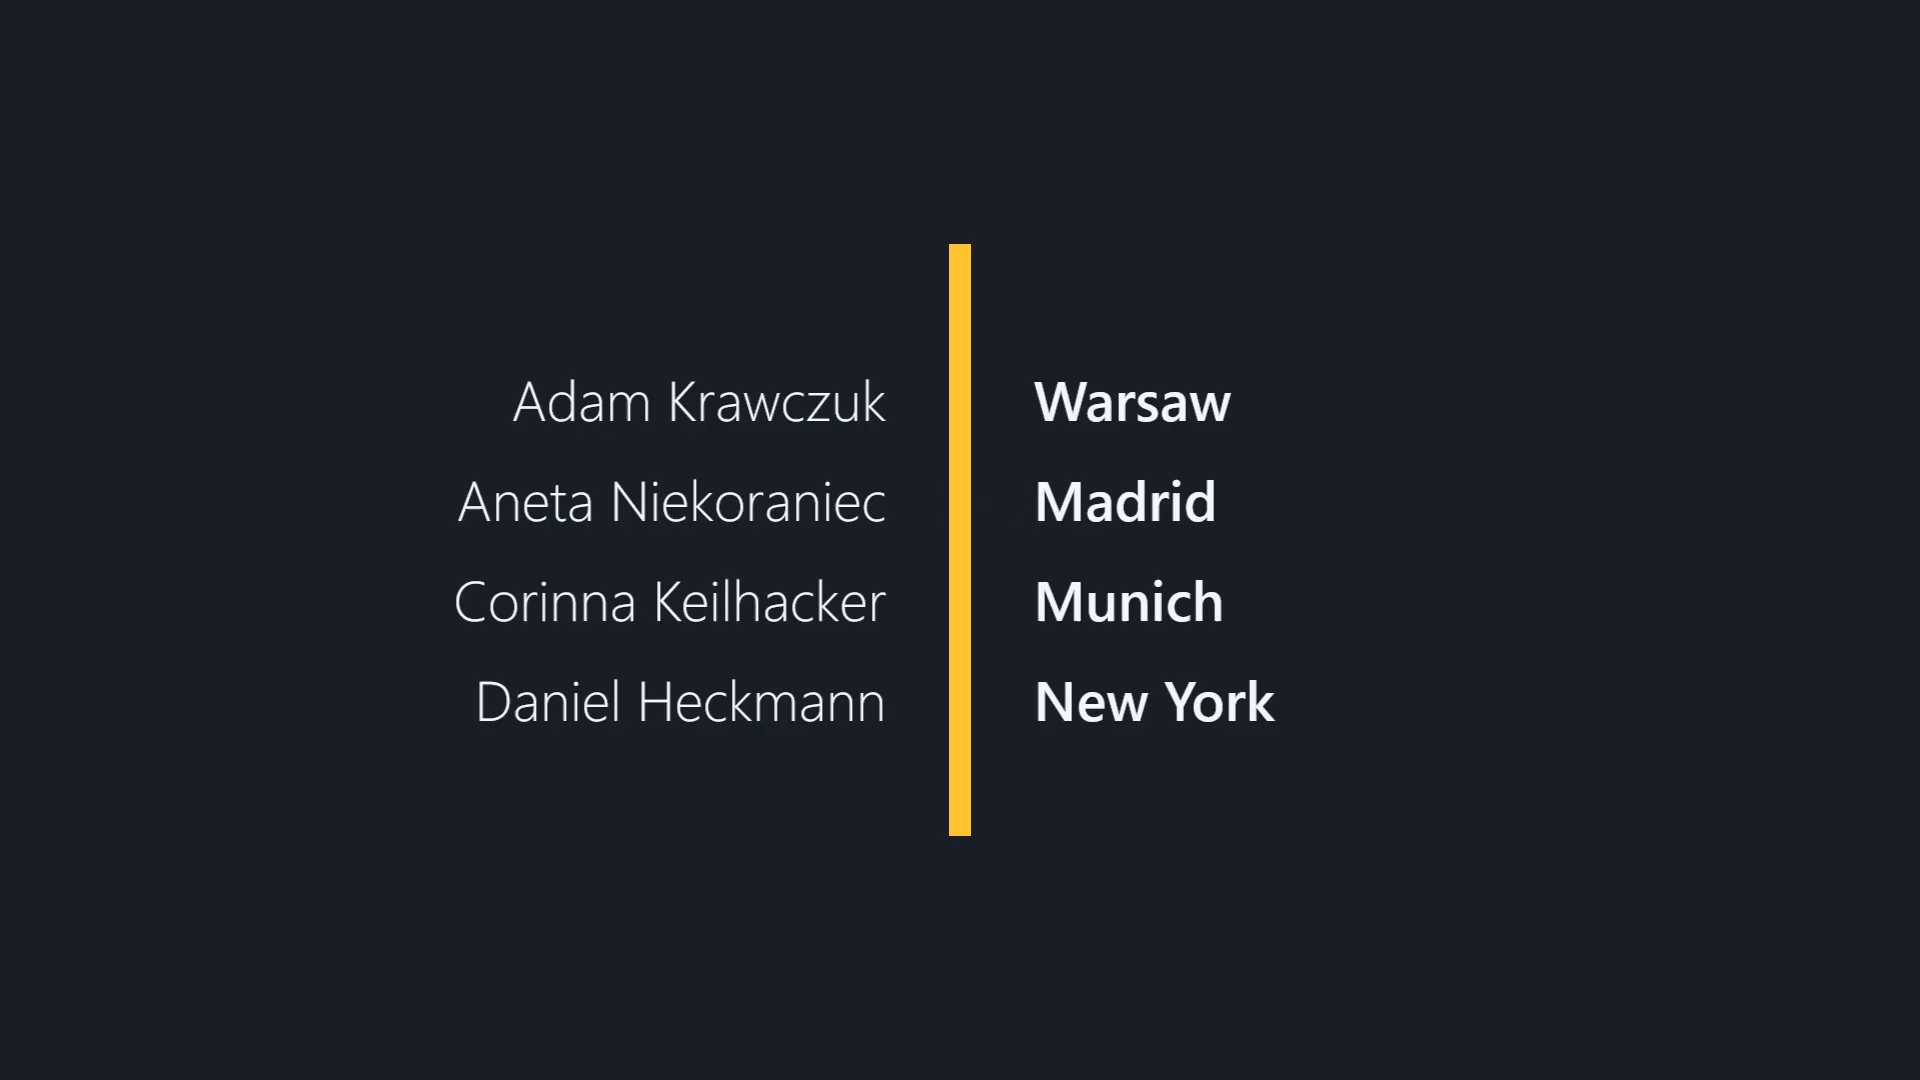 Adam Krawczuk Warsaw
Aneta Niekoraniec Madrid
Corinna Keilhacker Munich
Daniel Heckmann New York